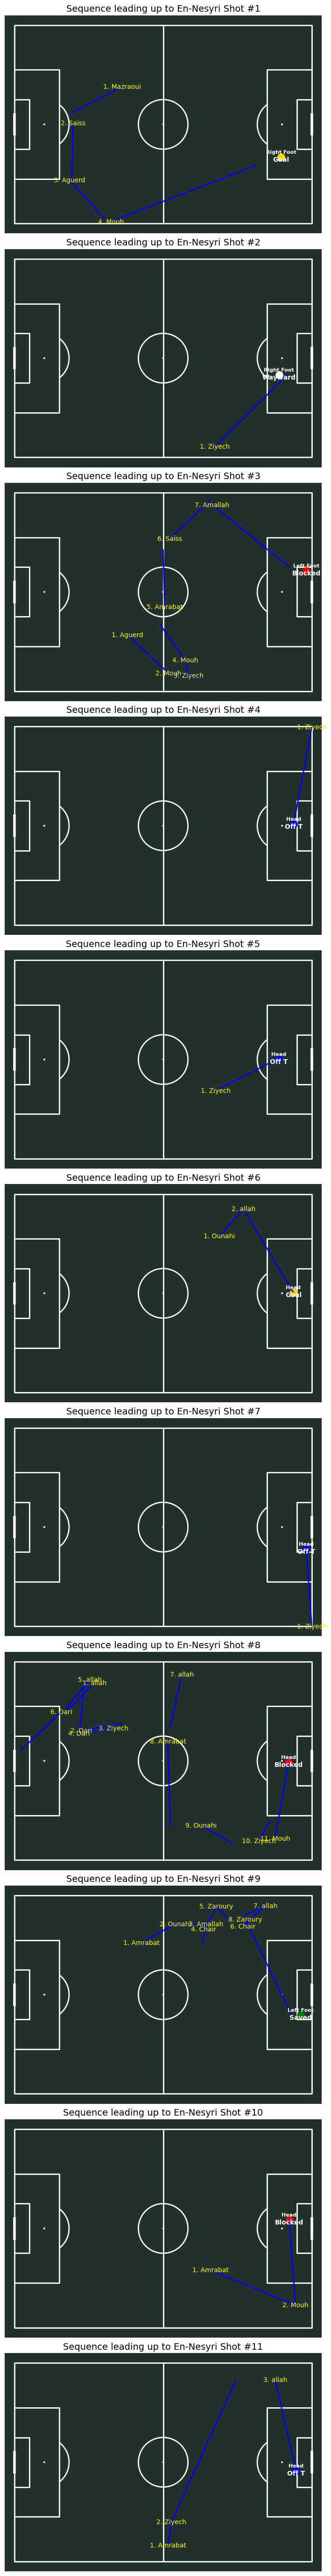 Sequence leading up to En-Nesyri Shot #1
1. Mazraoui
2. Saiss
Right Foot
Goal
3. Aguerd
4. Mouh
Sequence leading up to En-Nesyri Shot #2
Right Foot
Wayward
1. Ziyech
Sequence leading up to En-Nesyri Shot #3
7. Amallah
6. Saiss
Left Foot
Blocked
5. Amrabat
1. Aguerd
4. Mouh
2. Mouh
3. Ziyech
Sequence leading up to En-Nesyri Shot #4
1. Ziyech
Head
Off T
Sequence leading up to En-Nesyri Shot #5
Head
Off T
1. Ziyech
Sequence leading up to En-Nesyri Shot #6
2. allah
1. Ounahi
Head
Goal
Sequence leading up to En-Nesyri Shot #7
Head
Off T
1. Ziyech
Sequence leading up to En-Nesyri Shot #8
7. allah
5. allah
1. allah
6. Dari
3. Ziyech
2. Dari
4. Dari
8. Amrabat
Head
Blocked
9. Ounahi
11. Mouh
10. Ziyech
Sequence leading up to En-Nesyri Shot #9
5. Zaroury
7. allah
8. Zaroury
2. Ounahi
3. Amallah
6. Chair
4. Chair
1. Amrabat
Left Foot
Saved
Sequence leading up to En-Nesyri Shot #10
Head
Blocked
1. Amrabat
2. Mouh
Sequence leading up to En-Nesyri Shot #11
3. allah
Head
Off T
2. Ziyech
1. Amrabat